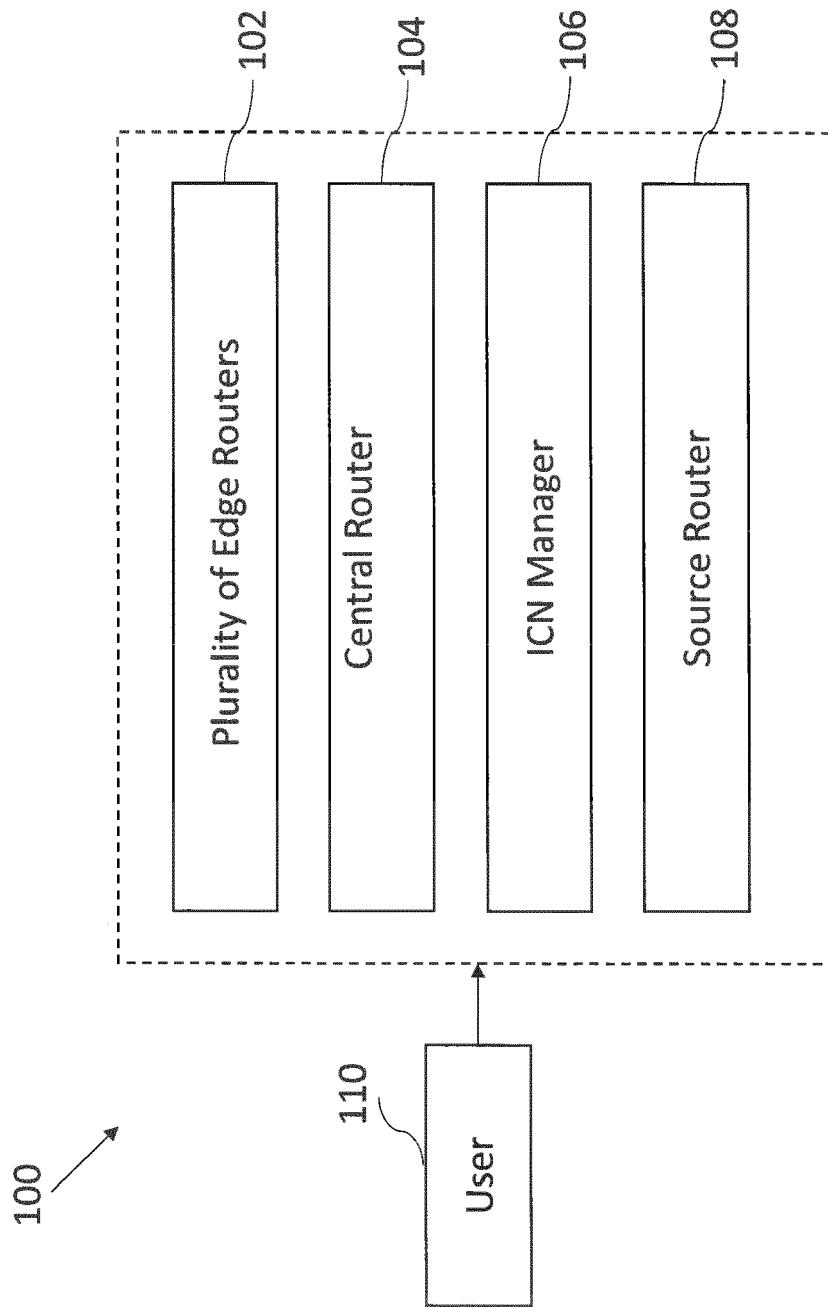 100
User
110
Plurality of Edge Routers
102
Central Router
104
ICN Manager
106
Source Router
108